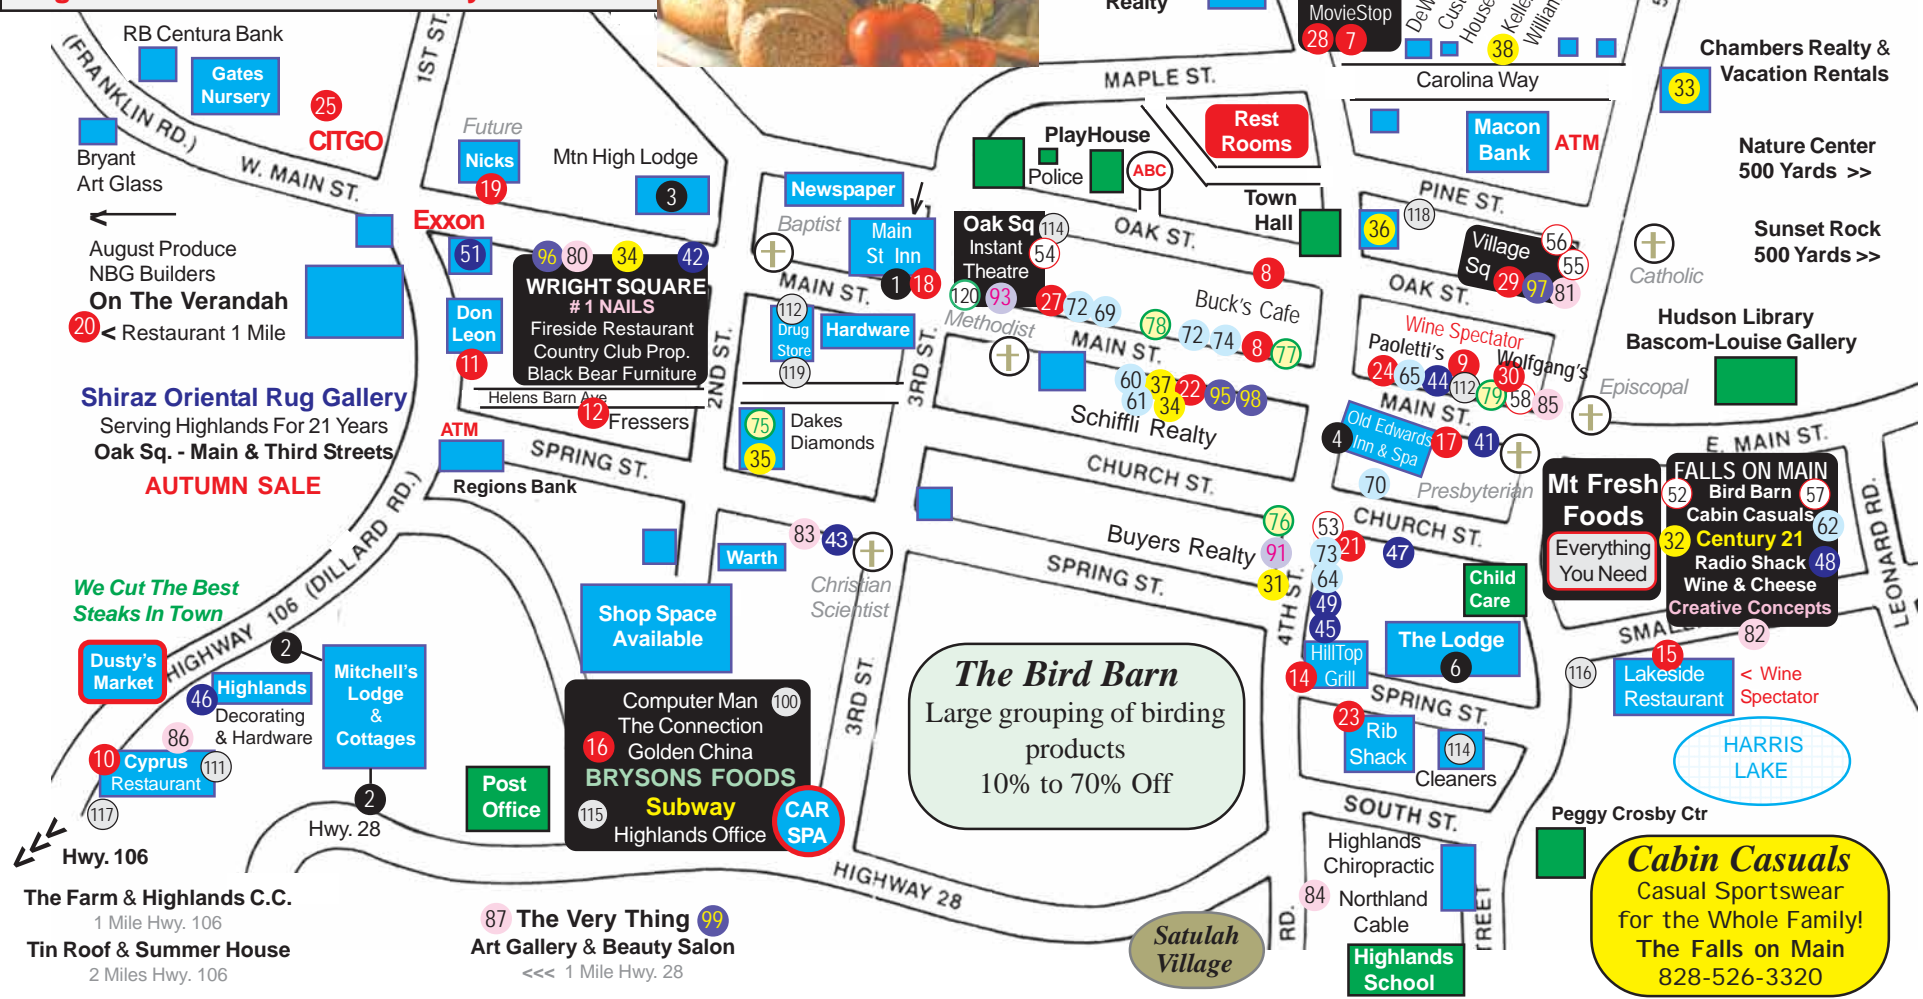 Realty
MovieStop
28 7
38
RB Centura Bank
Gates
Nursery
25
CITGO
(FRANKLIN RD.)
1ST ST.
W. MAIN ST.
Bryant
Art Glass
August Produce
NBG Builders
On The Verandah
20 < Restaurant 1 Mile
Future
Nicks
19
Mtn High Lodge
3
Exxon
51
Newspaper
Baptist
Main
St Inn
1 18
MAIN ST.
MAPLE ST.
PlayHouse
Police
ABC
Rest
Rooms
Town
Hall
OAK ST.
Carolina Way
Macon
Bank
ATM
PINE ST.
33
Chambers Realty &
Vacation Rentals
Nature Center
500 Yards >>
Sunset Rock
500 Yards >>
Catholic
36
118
Village
Sq
56
55
29 97 81
OAK ST.
96 80 34 42
WRIGHT SQUARE
# 1 NAILS
Fireside Restaurant
Country Club Prop.
Black Bear Furniture
Don
Leon
11
Helens Barn Ave
12 Fressers
2ND ST.
112
Drug
Store
119
Hardware
3RD ST.
Oak Sq
114
Instant
54
Theatre
120 93 27 72 69
Methodist
78
72 74 8 77
8
Buck's Cafe
MAIN ST.
60 37 22 95 98
61 34
Schiffli Realty
Wine Spectator
Paoletti's
9
Wolfgang's
24 65 44 112 30 79 58 85
MAIN ST.
Episcopal
Hudson Library
Bascom-Louise Gallery
E. MAIN ST.
Shiraz Oriental Rug Gallery
Serving Highlands For 21 Years
Oak Sq. - Main & Third Streets
AUTUMN SALE
ATM
Regions Bank
SPRING ST.
75
35
Dakes
Diamonds
CHURCH ST.
4
Old Edwards
Inn & Spa
17 41
70
Presbyterian
CHURCH ST.
Mt Fresh
Foods
Everything
You Need
FALLS ON MAIN
52 Bird Barn 57
Cabin Casuals 62
32 Century 21
Radio Shack 48
Wine & Cheese
Creative Concepts
82
LEONARD RD.
Warth
83 43
Christian
Scientist
Buyers Realty
76
91
31
SPRING ST.
4TH ST.
53
21
73
64
49
45
47
Child
Care
The Lodge
6
HillTop
Grill
14
SPRING ST.
116
15
Lakeside
Restaurant
< Wine
Spectator
HARRIS
LAKE
We Cut The Best
Steaks In Town
Dusty's
Market
HIGHWAY 106 (DILLARD RD.)
2
46
Highlands
Decorating
& Hardware
86
10
Cyprus
Restaurant
111
117
Mitchell's
Lodge
&
Cottages
2
Hwy. 28
Hwy. 106
The Farm & Highlands C.C.
1 Mile Hwy. 106
Tin Roof & Summer House
2 Miles Hwy. 106
Shop Space
Available
Post
Office
Computer Man 100
The Connection
16 Golden China
BRYSONS FOODS
115 Subway
Highlands Office
CAR
SPA
3RD ST.
The Bird Barn
Large grouping of birding
products
10% to 70% Off
23
Rib
Shack
114
Cleaners
SOUTH ST.
Highlands
Chiropractic
84 Northland
Cable
Highlands
School
RD.
TREET
Peggy Crosby Ctr
HIGHWAY 28
87 The Very Thing 99
Art Gallery & Beauty Salon
<<< 1 Mile Hwy. 28
Satulah
Village
Cabin Casuals
Casual Sportswear
for the Whole Family!
The Falls on Main
828-526-3320